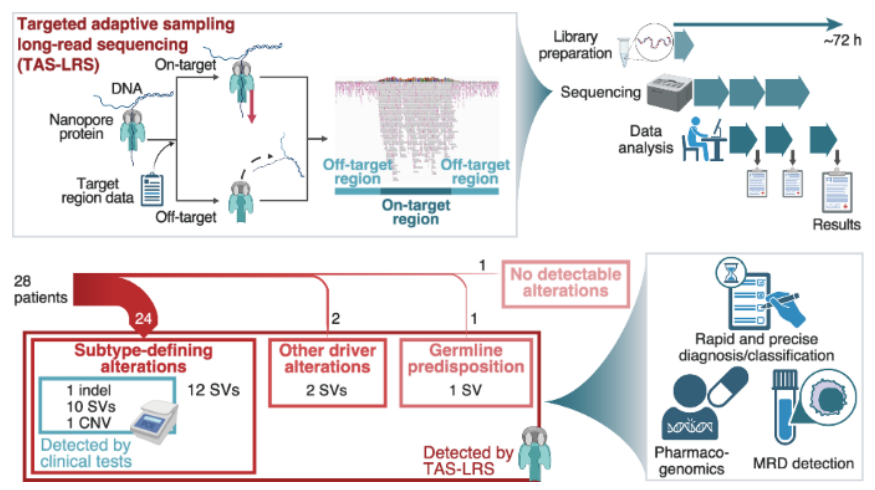 Targeted adaptive sampling
long-read sequencing
(TAS-LRS)
On-target
DNA
Nanopore
protein
Target
region data
Off-target
Off-target
region
Off-target
region
On-target
region
Library
preparation
~72 h
Sequencing
Data
analysis
Results
28
patients
24
2
1
1
No detectable
alterations
Subtype-defining
alterations
1 indel
10 SVs
1 CNV
12 SVs
Detected by
clinical tests
Other driver
alterations
2 SVs
Germline
predisposition
1 SV
Detected by
TAS-LRS
Rapid and precise
diagnosis/classification
Pharmaco-
genomics
MRD detection